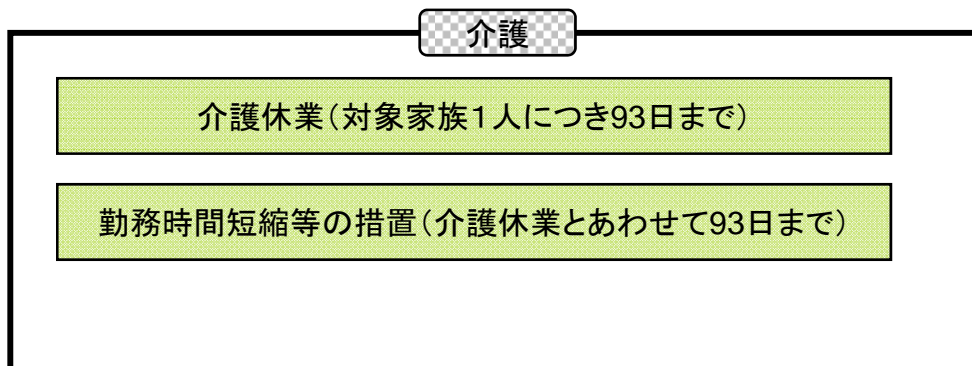 介護
介護休業（対象家族１人につき93日まで）
勤務時間短縮等の措置（介護休業とあわせて93日まで）